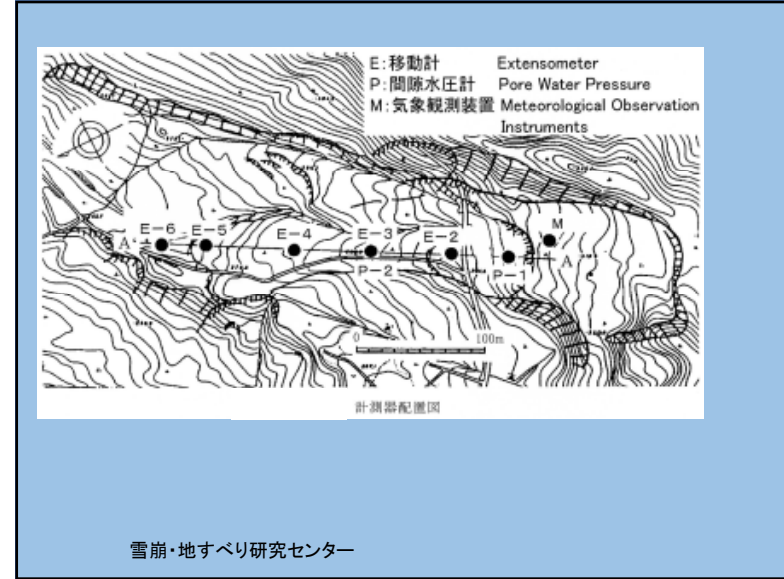 E:移動計 Extensometer
P:間隙水圧計 Pore Water Pressure
M:気象観測装置 Meteorological Observation
Instruments
M
E-6
E-5
E-4
E-3
E-2
A'
A
P-2
P-1
0
100m
計測器配置図
雪崩・地すべり研究センター